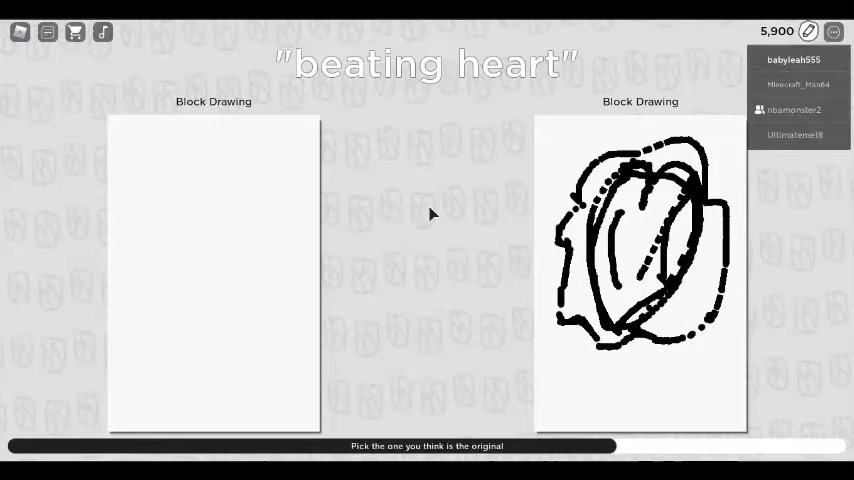 5,900
"beating heart"
babyleah555
Minecraft_Man84
nbamonster2
Ultimateme18
Block Drawing
Block Drawing
Pick the one you think is the original